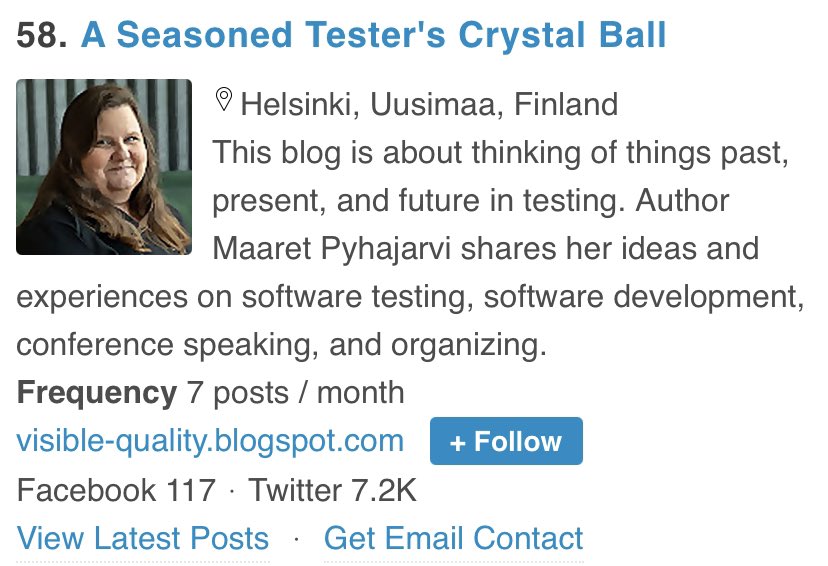 58. A Seasoned Tester's Crystal Ball
Helsinki, Uusimaa, Finland
This blog is about thinking of things past,
present, and future in testing. Author
Maaret Pyhajarvi shares her ideas and
experiences on software testing, software development,
conference speaking, and organizing.
Frequency 7 posts / month
visible-quality.blogspot.com + Follow
Facebook 117 · Twitter 7.2K
View Latest Posts · Get Email Contact